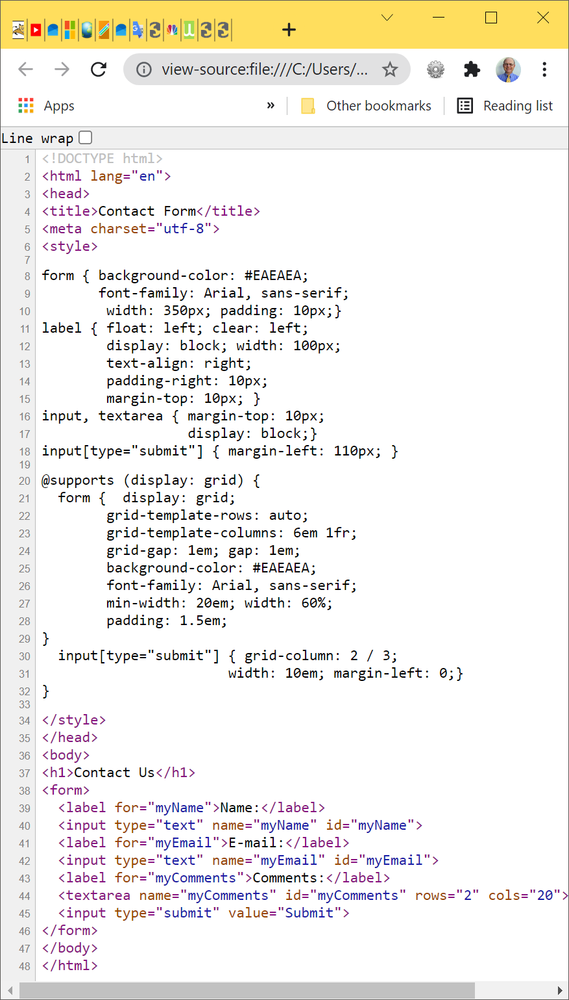 view-source:file:///C:/Users/...
Apps
»
Other bookmarks
Reading list
Line wrap
1 <!DOCTYPE html>
2 <html lang="en">
3 <head>
4 <title>Contact Form</title>
5 <meta charset="utf-8">
6 <style>
7
8 form { background-color: #EAEAEA;
9        font-family: Arial, sans-serif;
10         width: 350px; padding: 10px;}
11 label { float: left; clear: left;
12         display: block; width: 100px;
13         text-align: right;
14         padding-right: 10px;
15         margin-top: 10px; }
16 input, textarea { margin-top: 10px;
17                   display: block;}
18 input[type="submit"] { margin-left: 110px; }
19
20 @supports (display: grid) {
21   form {  display: grid;
22         grid-template-rows: auto;
23         grid-template-columns: 6em 1fr;
24         grid-gap: 1em; gap: 1em;
25         background-color: #EAEAEA;
26         font-family: Arial, sans-serif;
27         min-width: 20em; width: 60%;
28         padding: 1.5em;
29 }
30   input[type="submit"] { grid-column: 2 / 3;
31                        width: 10em; margin-left: 0;}
32 }
33
34 </style>
35 </head>
36 <body>
37 <h1>Contact Us</h1>
38 <form>
39   <label for="myName">Name:</label>
40   <input type="text" name="myName" id="myName">
41   <label for="myEmail">E-mail:</label>
42   <input type="text" name="myEmail" id="myEmail">
43   <label for="myComments">Comments:</label>
44   <textarea name="myComments" id="myComments" rows="2" cols="20">
45   <input type="submit" value="Submit">
46 </form>
47 </body>
48 </html>